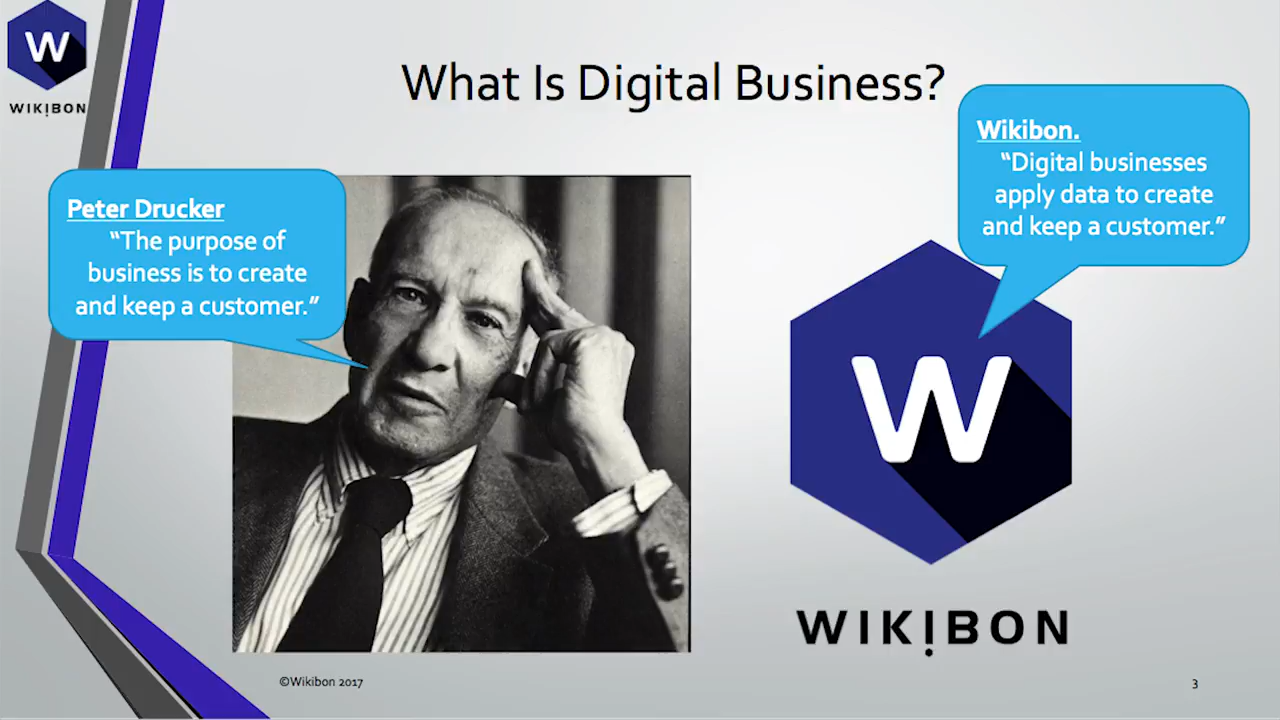 W
WIKIBON
What Is Digital Business?
Wikibon.
“Digital businesses
apply data to create
and keep a customer.”
Peter Drucker
“The purpose of
business is to create
and keep a customer.”
W
WIKIBON
©Wikibon 2017
3